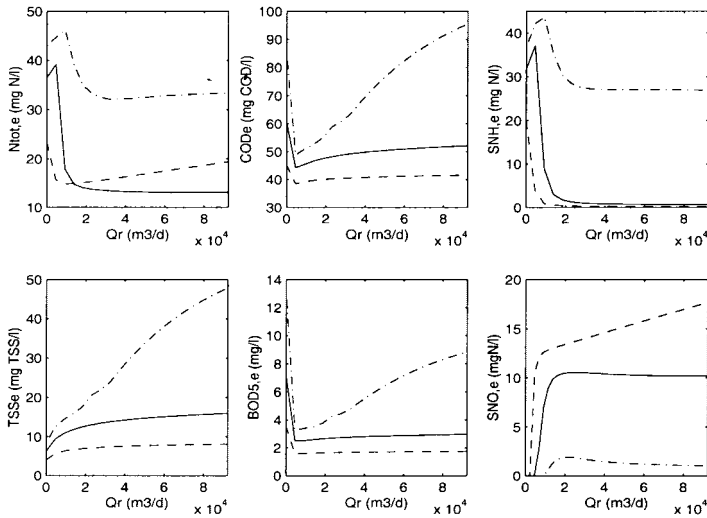 50
40
30
20
10
Ntot,e (mg N/l)
0 2 4 6 8
Qr (m3/d)
x 10^4
100
90
80
70
60
50
40
30
CODe (mg COD/l)
0 2 4 6 8
Qr (m3/d)
x 10^4
40
30
20
10
0
SNH,e (mg N/l)
0 2 4 6 8
Qr (m3/d)
x 10^4
50
40
30
20
10
0
TSSe (mg TSS/l)
0 2 4 6 8
Qr (m3/d)
x 10^4
14
12
10
8
6
4
2
0
BOD5,e (mg/l)
0 2 4 6 8
Qr (m3/d)
x 10^4
20
15
10
5
0
SNO,e (mgN/l)
0 2 4 6 8
Qr (m3/d)
x 10^4